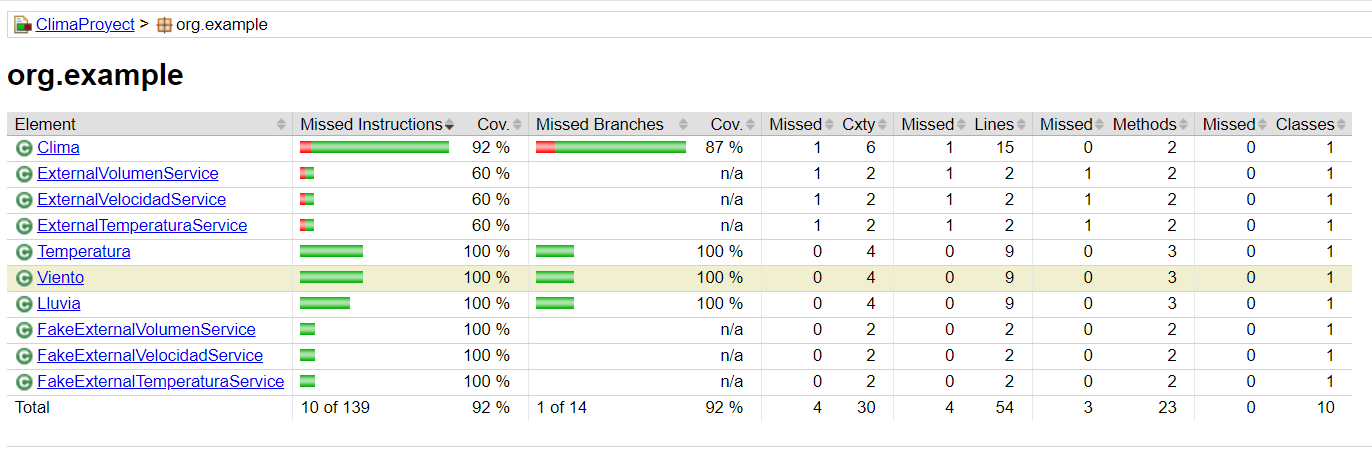 ClimaProyect > org.example
org.example
Element Missed Instructions Cov. Missed Branches Cov. Missed Cxty Missed Lines Missed Methods Missed Classes
Clima 92 % 87 % 1 6 1 15 0 2 0 1
ExternalVolumenService 60 % n/a 1 2 1 2 1 2 0 1
ExternalVelocidadService 60 % n/a 1 2 1 2 1 2 0 1
ExternalTemperaturaService 60 % n/a 1 2 1 2 1 2 0 1
Temperatura 100 % 100 % 0 4 0 9 0 3 0 1
Viento 100 % 100 % 0 4 0 9 0 3 0 1
Lluvia 100 % 100 % 0 4 0 9 0 3 0 1
FakeExternalVolumenService 100 % n/a 0 2 0 2 0 2 0 1
FakeExternalVelocidadService 100 % n/a 0 2 0 2 0 2 0 1
FakeExternalTemperaturaService 100 % n/a 0 2 0 2 0 2 0 1
Total 10 of 139 92 % 1 of 14 92 % 4 30 4 54 3 23 0 10